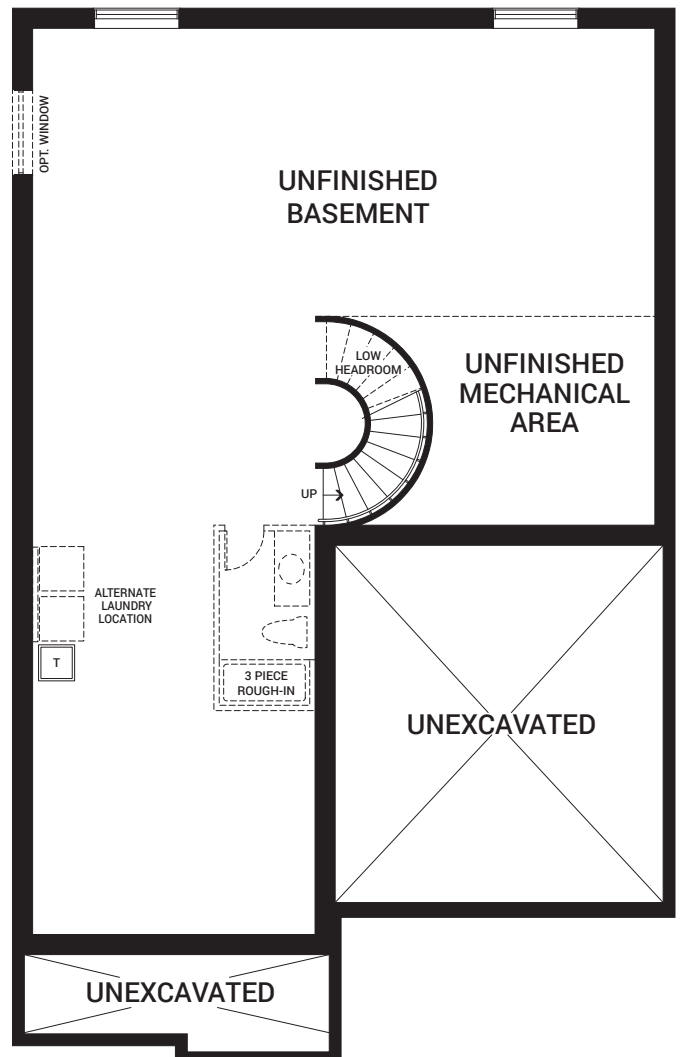 OPT. WINDOW
UNFINISHED
BASEMENT
LOW
HEADROOM
UNFINISHED
MECHANICAL
AREA
UP
ALTERNATE
LAUNDRY
LOCATION
T
3 PIECE
ROUGH-IN
UNEXCAVATED
UNEXCAVATED